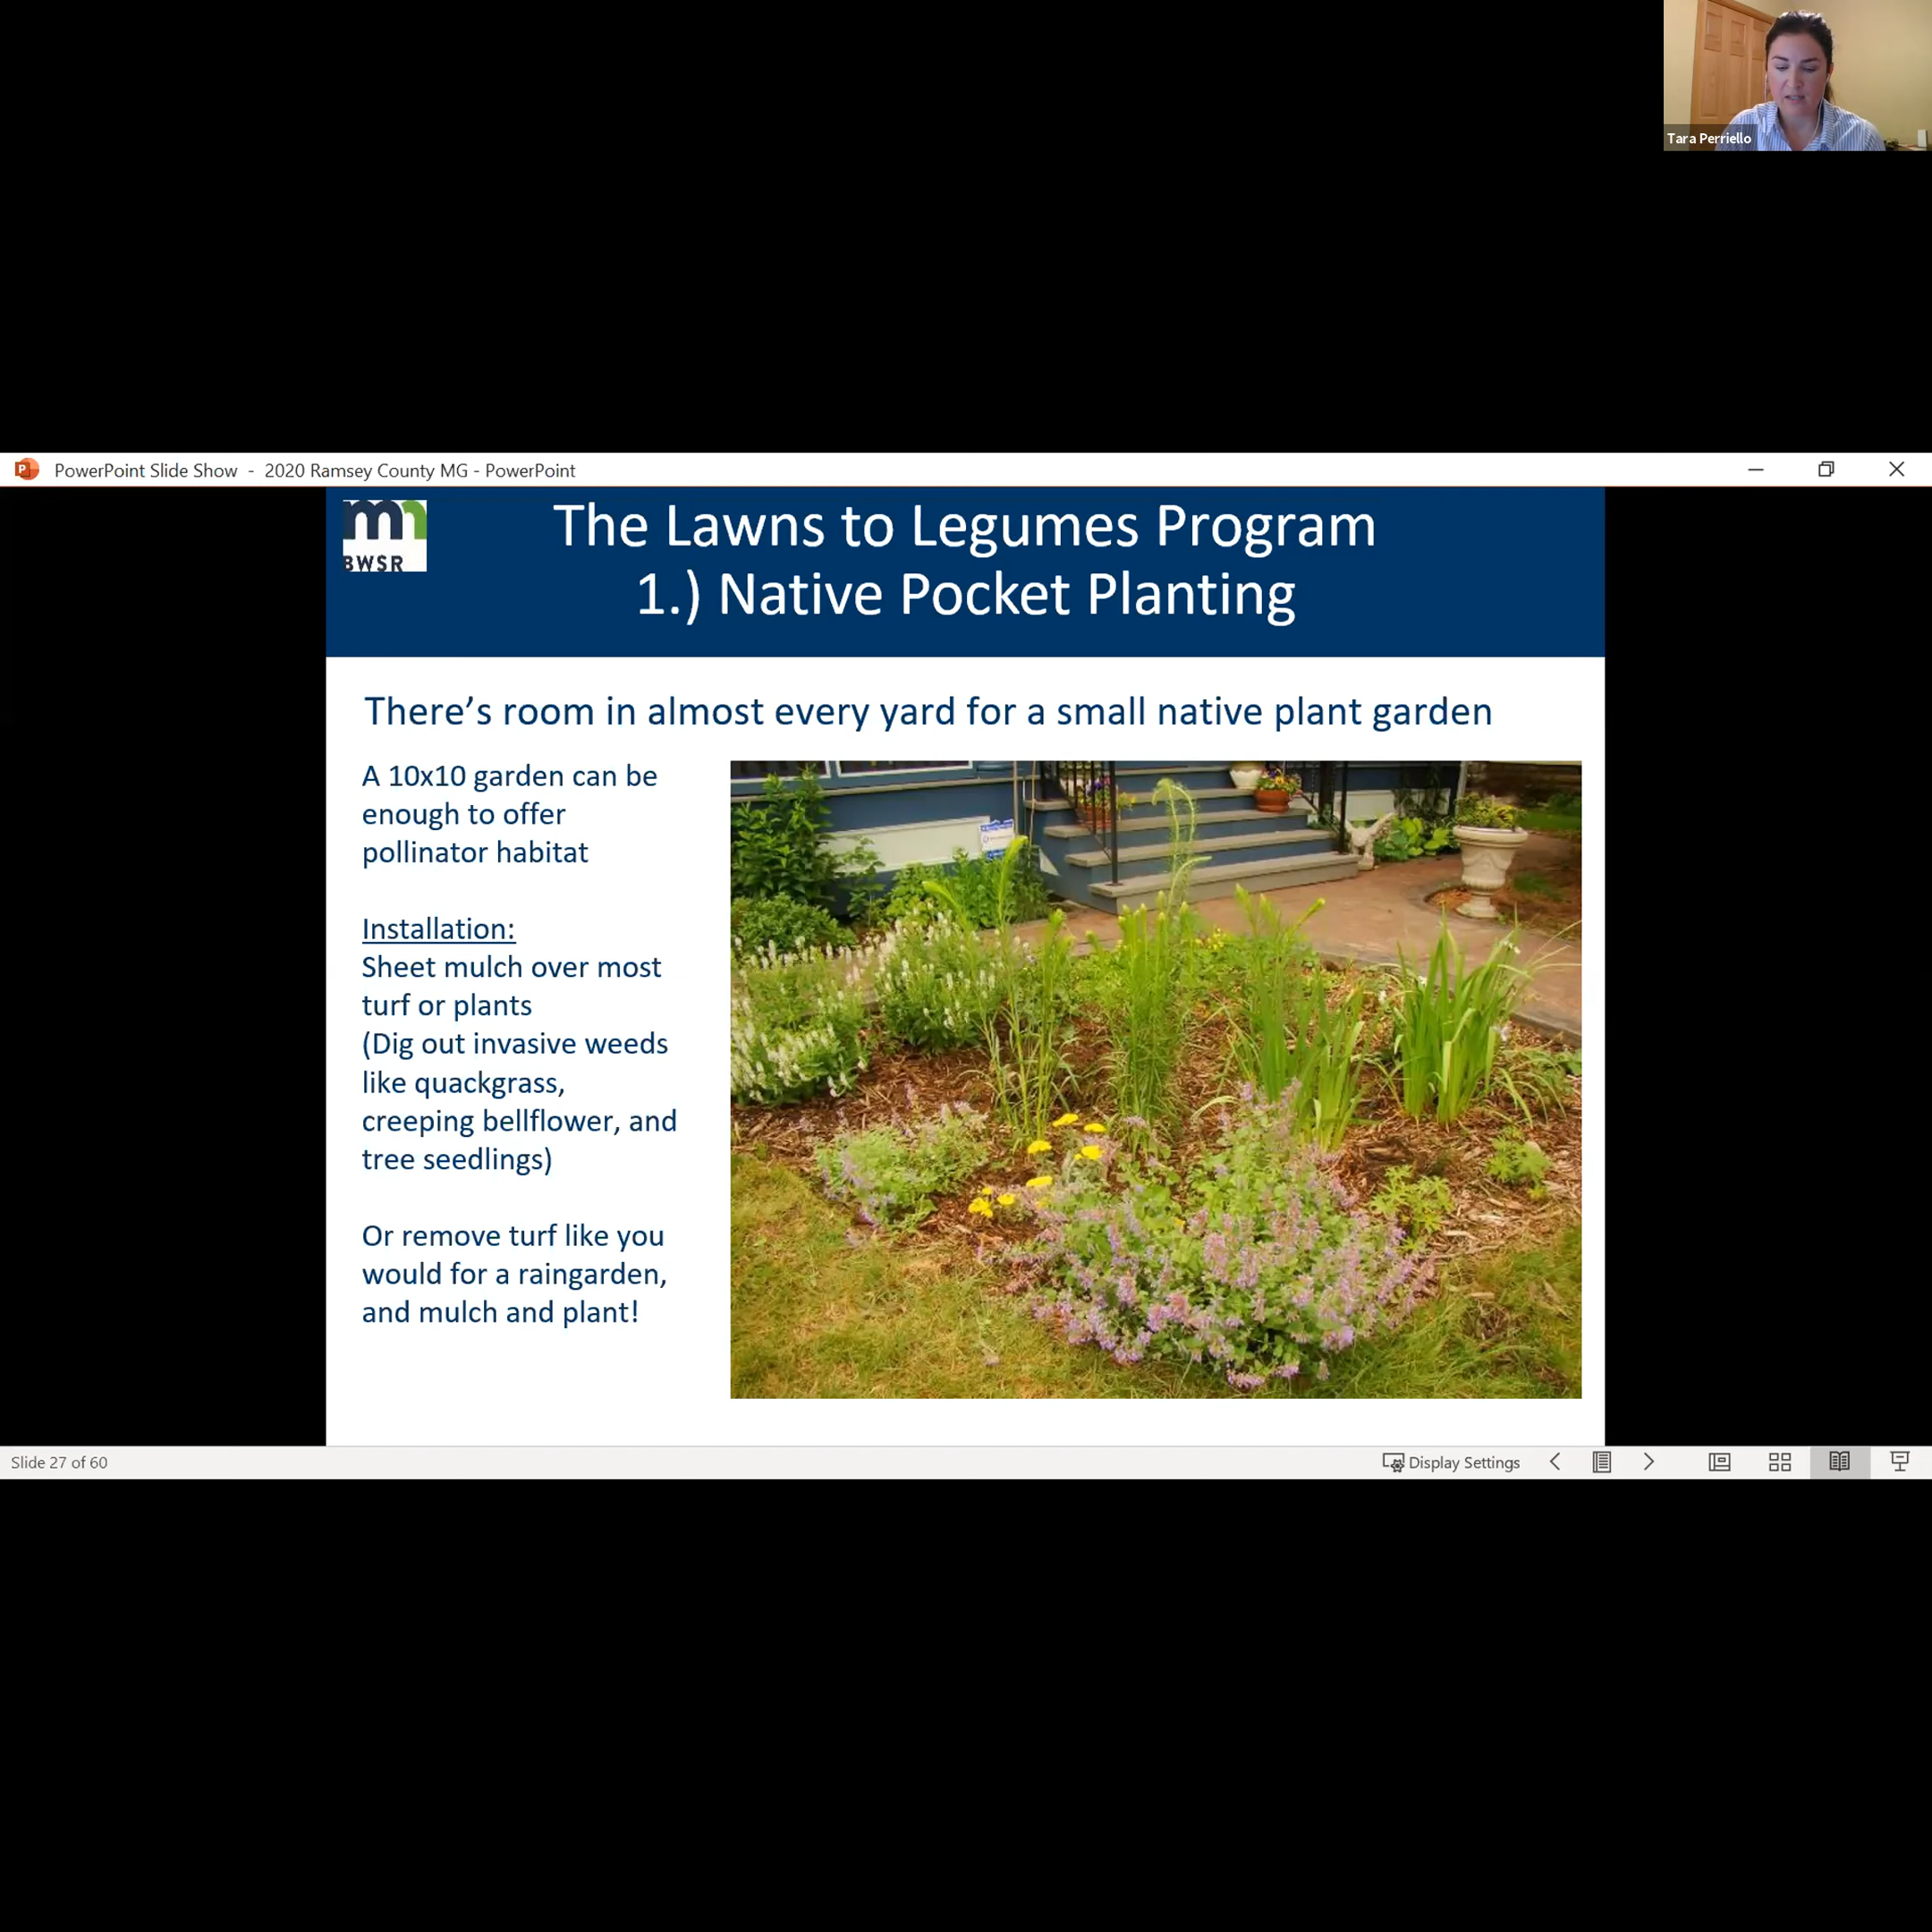 Tara Perriello
PowerPoint Slide Show - 2020 Ramsey County MG - PowerPoint
mn
BWSR
The Lawns to Legumes Program
1.) Native Pocket Planting
There's room in almost every yard for a small native plant garden
A 10x10 garden can be
enough to offer
pollinator habitat
Installation:
Sheet mulch over most
turf or plants
(Dig out invasive weeds
like quackgrass,
creeping bellflower, and
tree seedlings)
Or remove turf like you
would for a raingarden,
and mulch and plant!
Slide 27 of 60
Display Settings